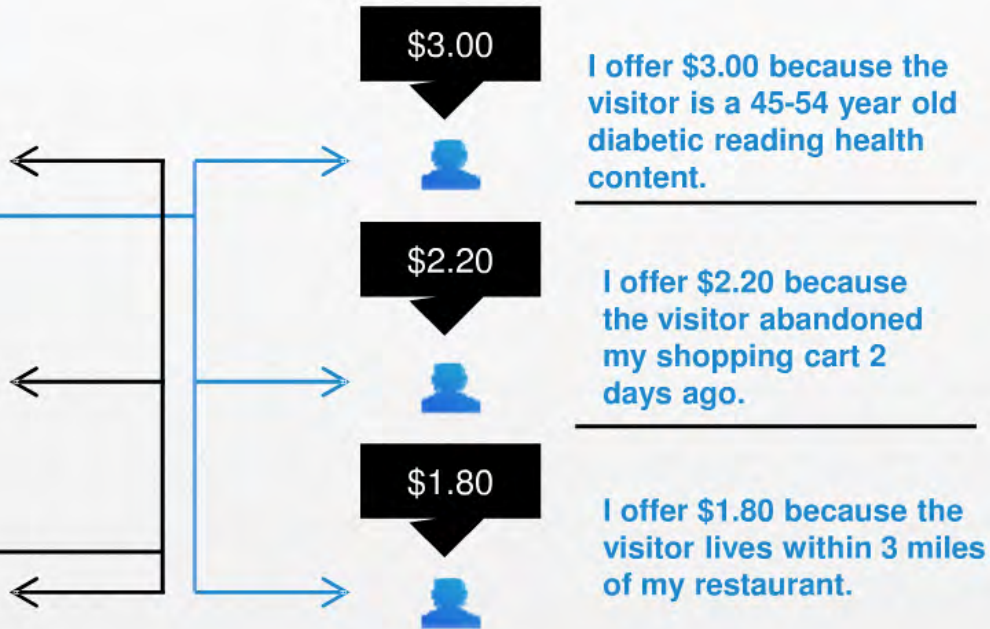 $3.00
I offer $3.00 because the
visitor is a 45-54 year old
diabetic reading health
content.
$2.20
I offer $2.20 because
the visitor abandoned
my shopping cart 2
days ago.
$1.80
I offer $1.80 because the
visitor lives within 3 miles
of my restaurant.